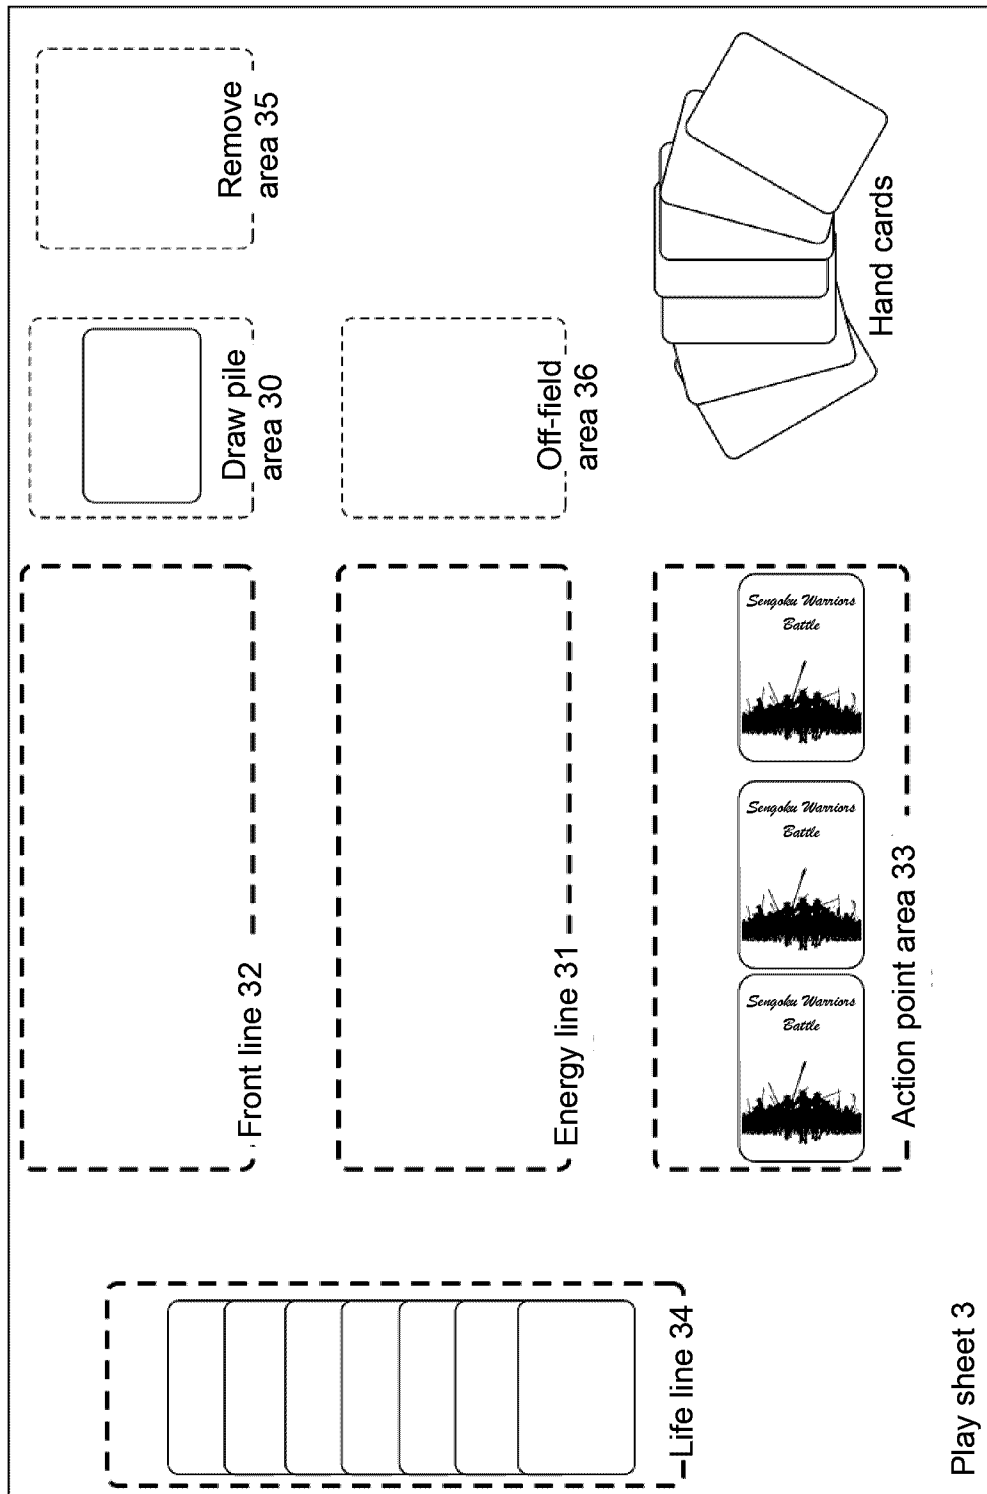 Front line 32
Draw pile
area 30
Remove
area 35
Life line 34
Energy line 31
Off-field
area 36
Sengoku Warriors
Battle
Sengoku Warriors
Battle
Sengoku Warriors
Battle
Action point area 33
Hand cards
Play sheet 3